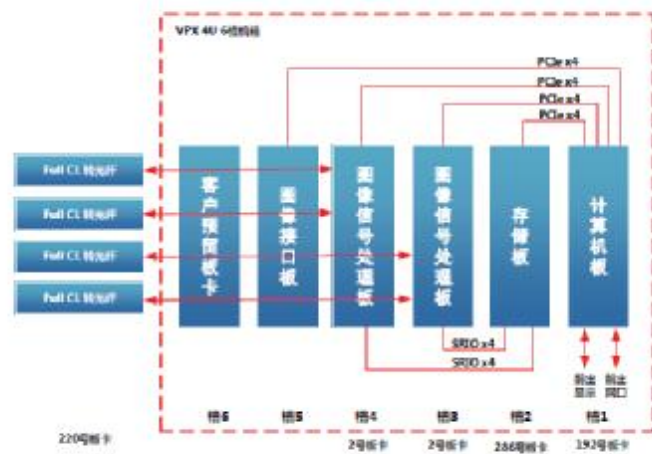 VPX 4U 6槽机箱
PCIe x4
PCIe x4
PCIe x4
PCIe x4
Full CL 转光纤
Full CL 转光纤
Full CL 转光纤
Full CL 转光纤
客户预留板卡
图像接口板
图像信号处理板
图像信号处理板
存储板
计算机板
SRIO x4
SRIO x4
前出显示
前出网口
槽6
槽5
槽4
槽3
槽2
槽1
220号板卡
2号板卡
2号板卡
286号板卡
192号板卡